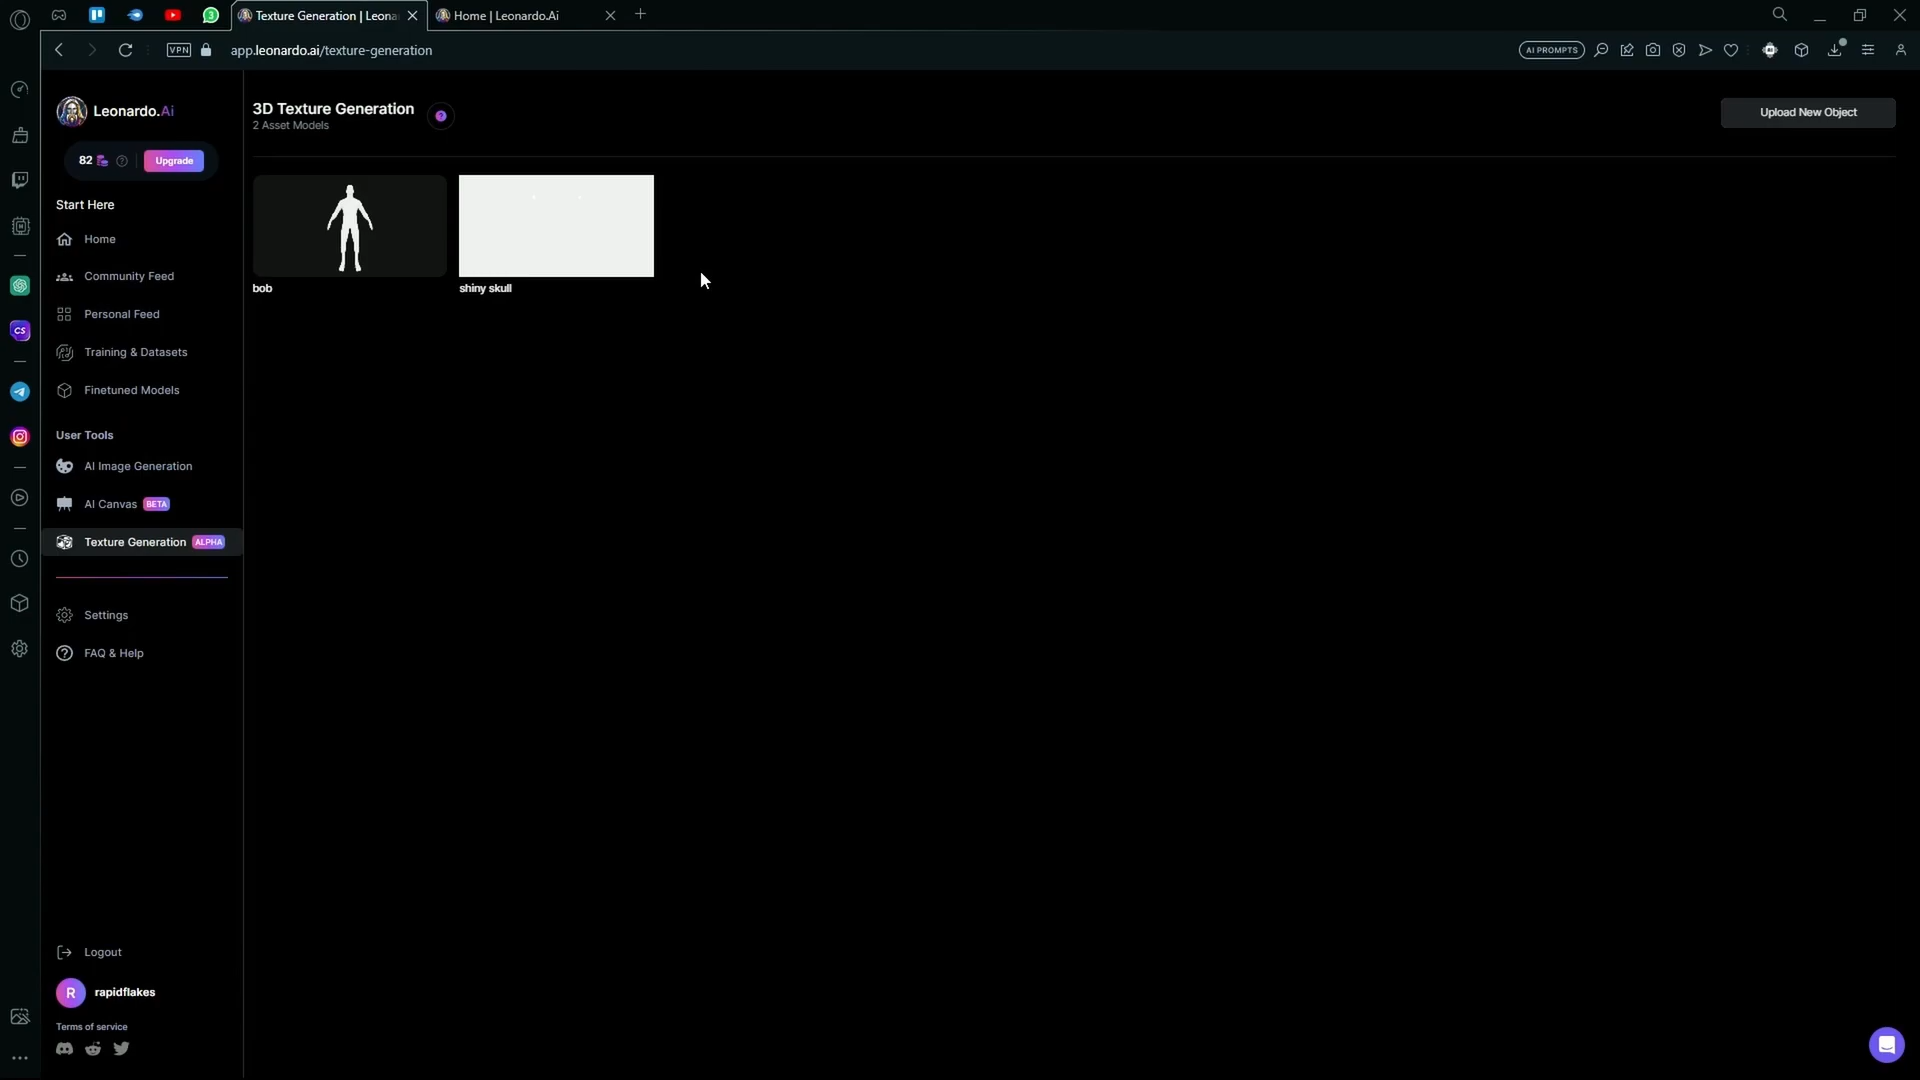 Texture Generation | Leona
Home | Leonardo.Ai
VPN
app.leonardo.ai/texture-generation
AI PROMPTS
Leonardo.Ai
82
Upgrade
Start Here
Home
Community Feed
Personal Feed
Training & Datasets
Finetuned Models
User Tools
AI Image Generation
AI Canvas BETA
Texture Generation ALPHA
Settings
FAQ & Help
Logout
R
rapidflakes
Terms of service
3D Texture Generation
2 Asset Models
?
Upload New Object
bob
shiny skull
CS
3